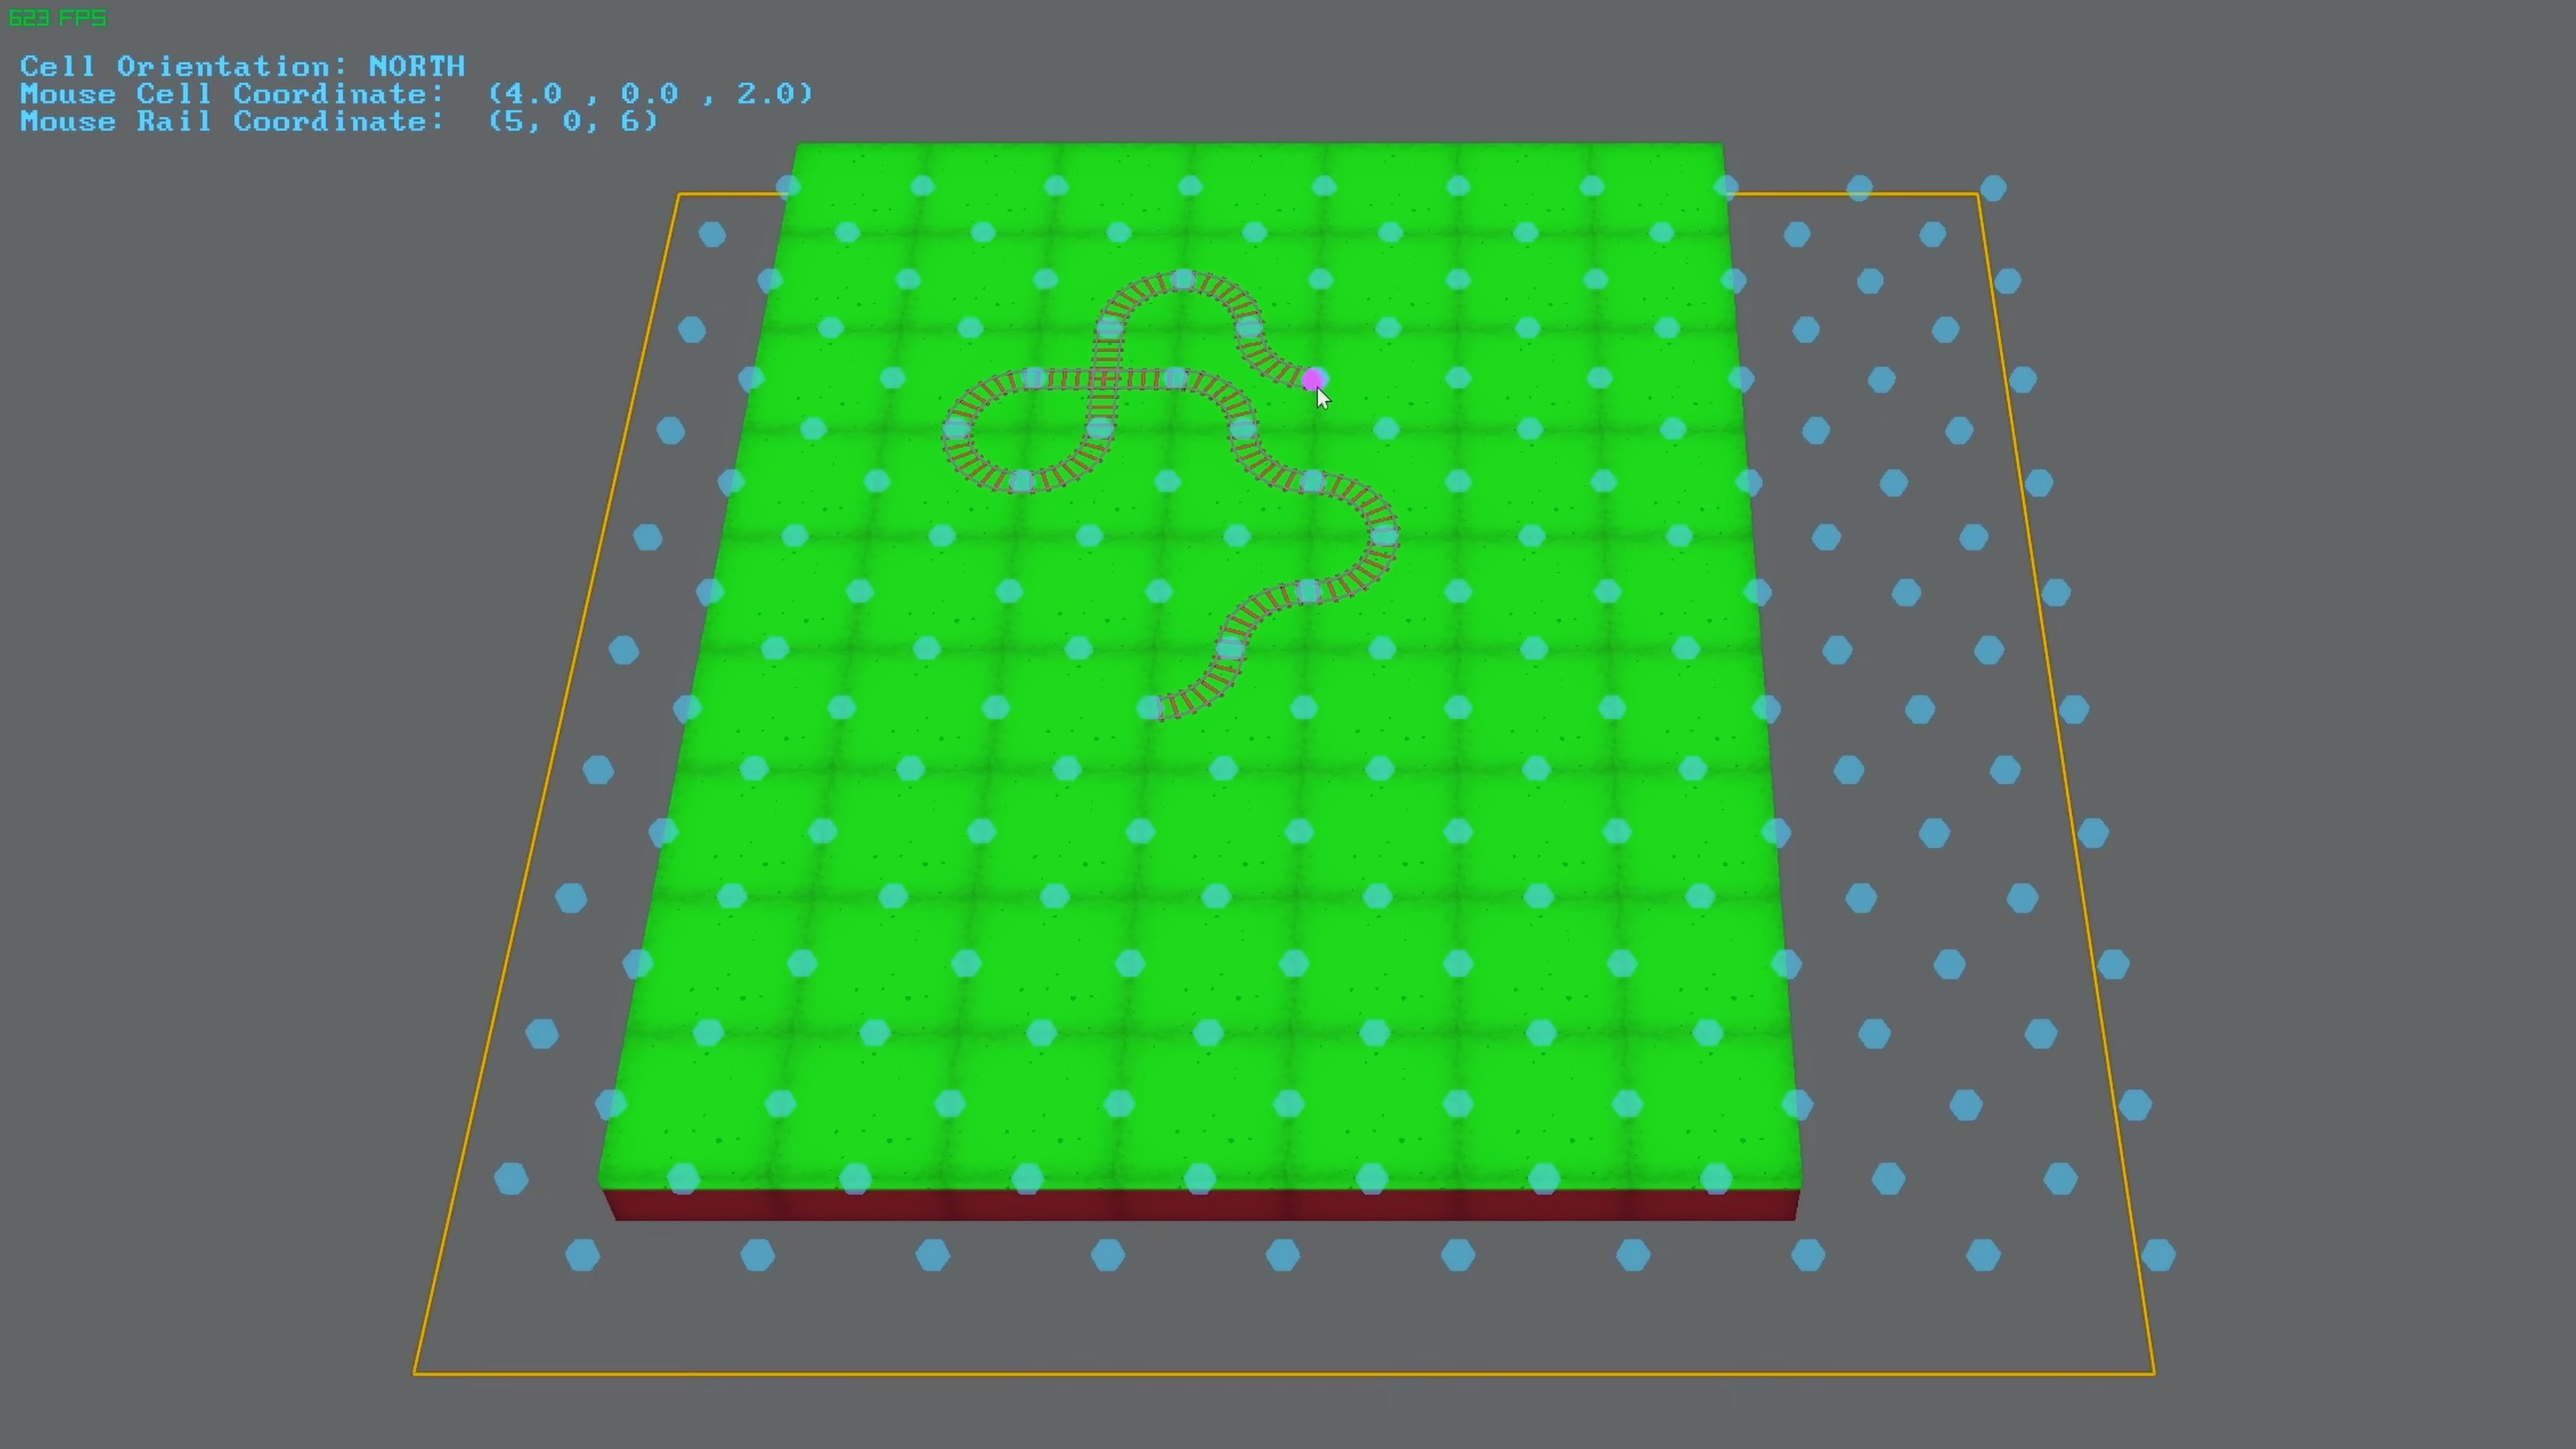 623 FPS
Cell Orientation: NORTH
Mouse Cell Coordinate: (4.0 , 0.0 , 2.0)
Mouse Rail Coordinate: (5, 0, 6)